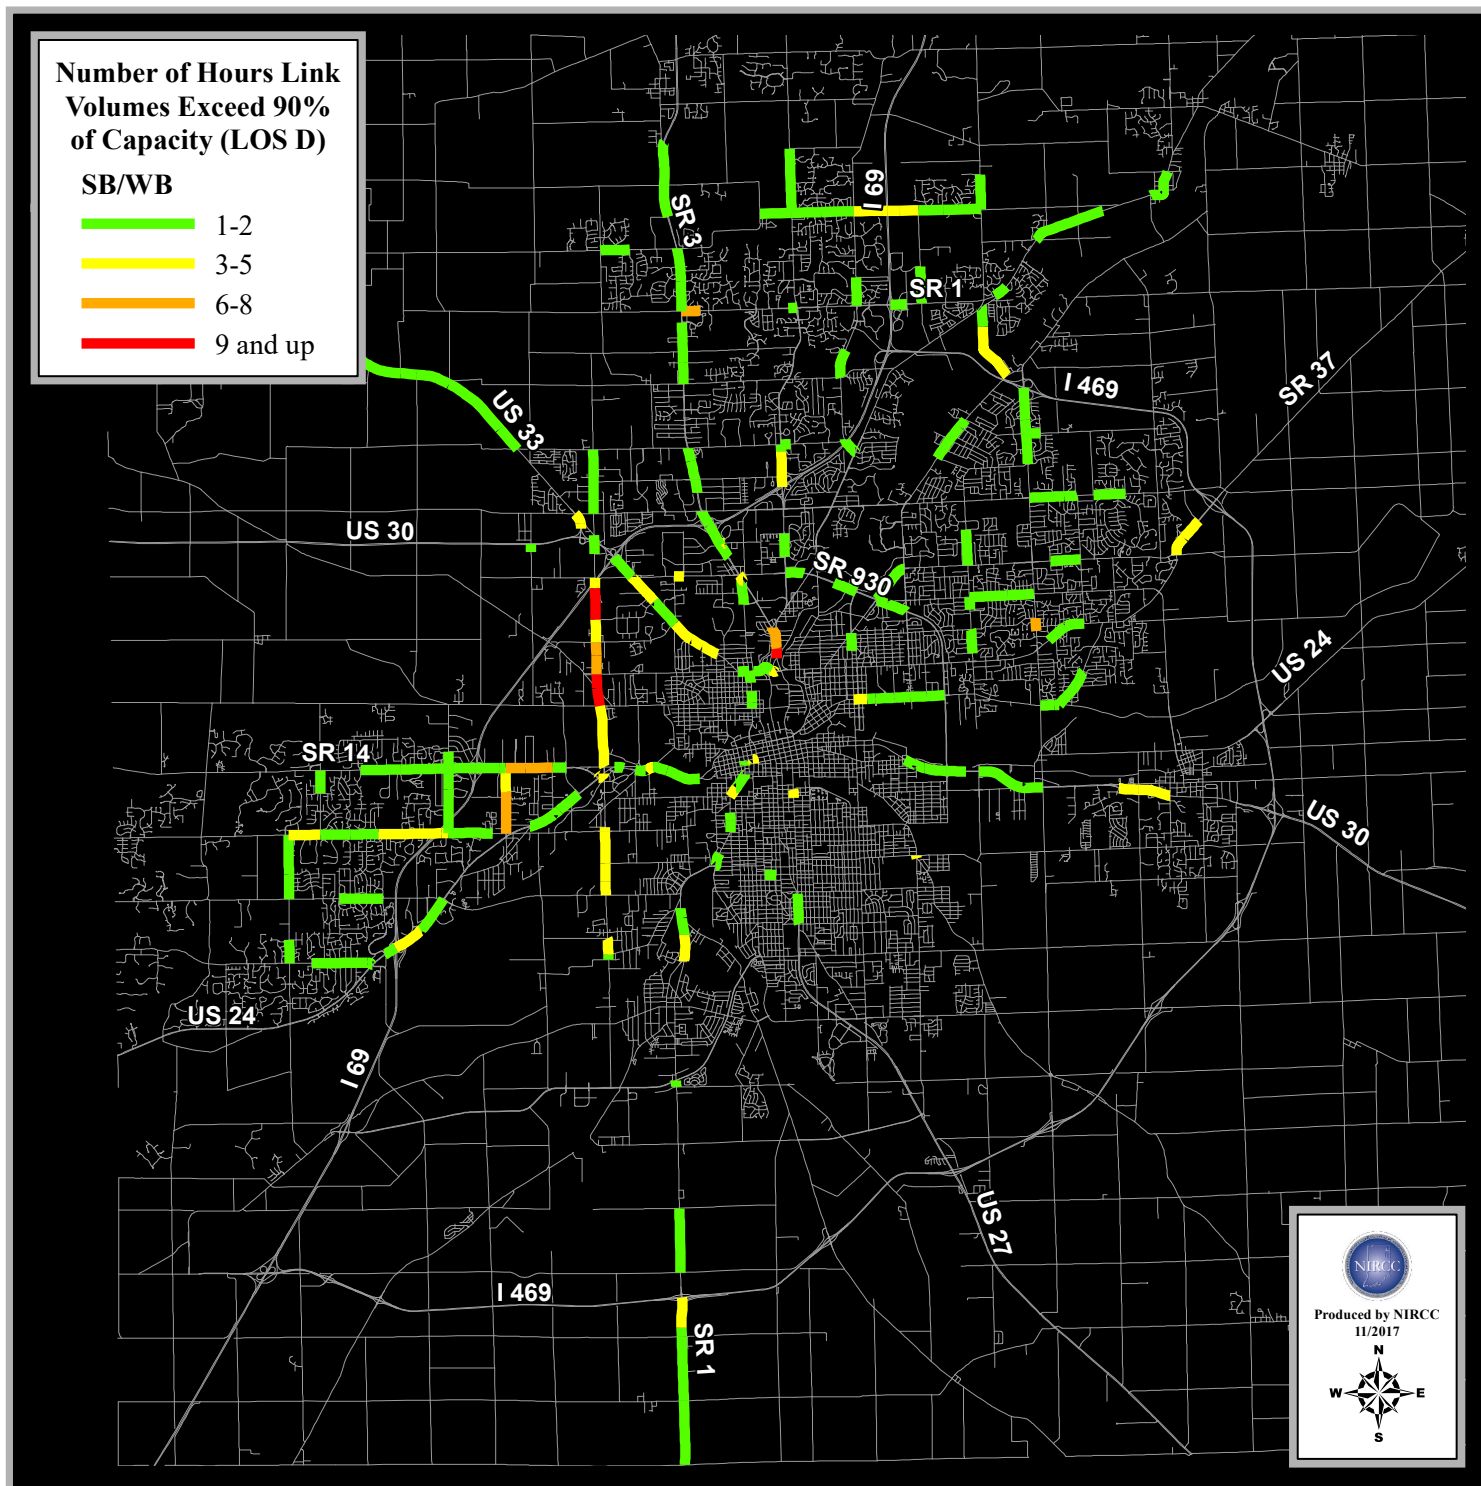 Number of Hours Link
Volumes Exceed 90%
of Capacity (LOS D)
SB/WB
1-2
3-5
6-8
9 and up
I 69
SR 3
SR 1
I 469
SR 37
US 33
US 30
SR 930
US 24
SR 14
US 30
US 24
I 69
US 27
I 469
SR 1
NIRCC
Produced by NIRCC
11/2017
N
W E
S